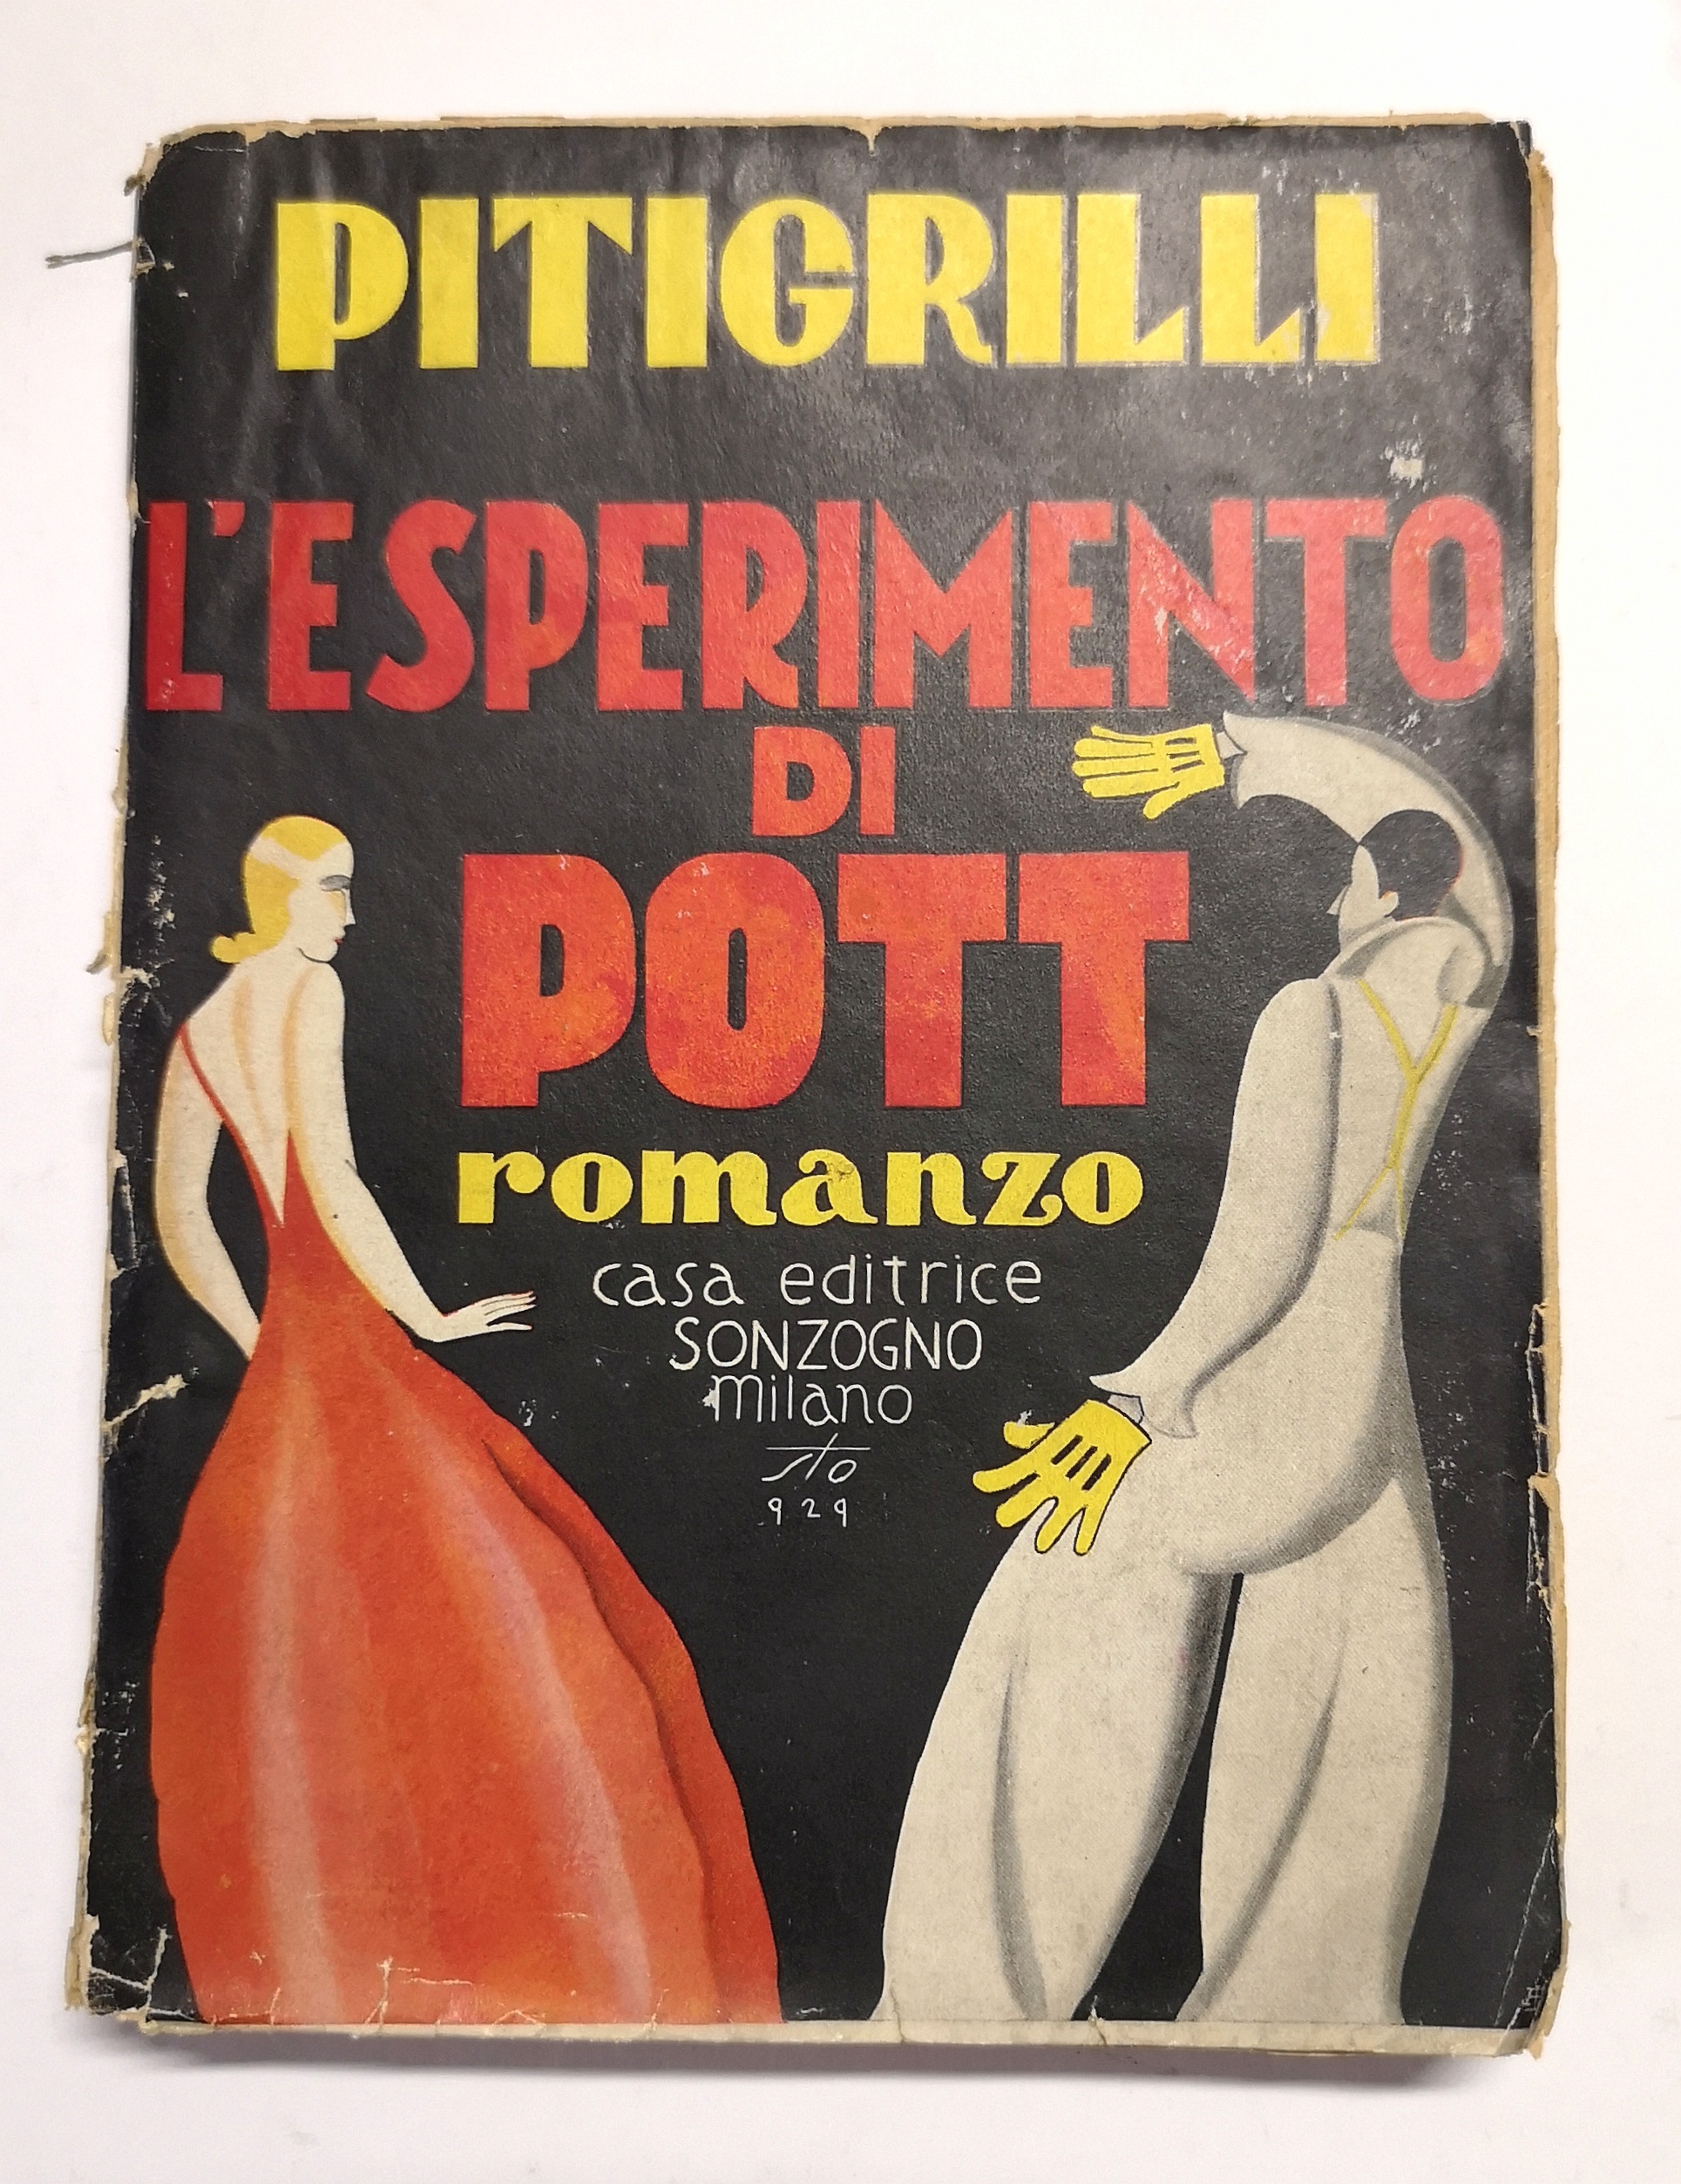 PITIGRILLI
L'ESPERIMENTO
DI
POTT
romanzo
casa editrice
SONZOGNO
milano
sto
929